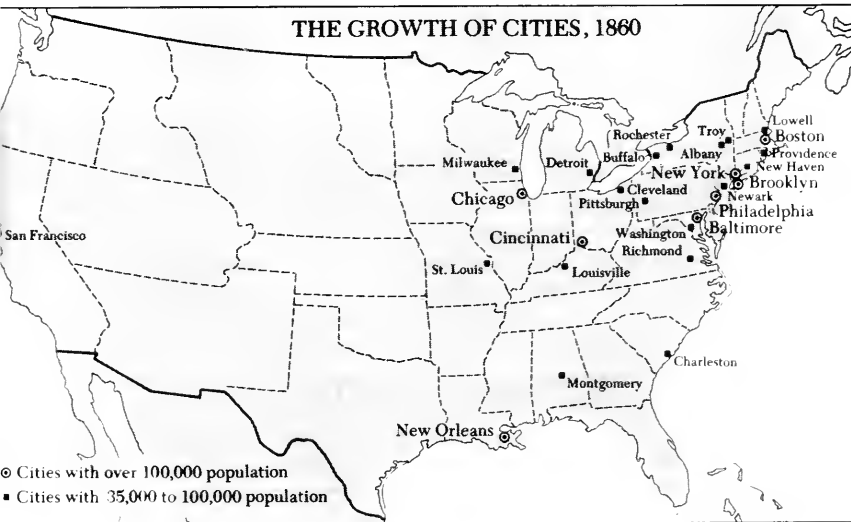 THE GROWTH OF CITIES, 1860
Lowell
Boston
Providence
New Haven
Troy
Albany
Rochester
Buffalo
New York
Brooklyn
Newark
Milwaukee
Detroit
Cleveland
Pittsburgh
Chicago
Philadelphia
Baltimore
Washington
Richmond
Cincinnati
San Francisco
St. Louis
Louisville
Charleston
Montgomery
New Orleans
Cities with over 100,000 population
Cities with 35,000 to 100,000 population